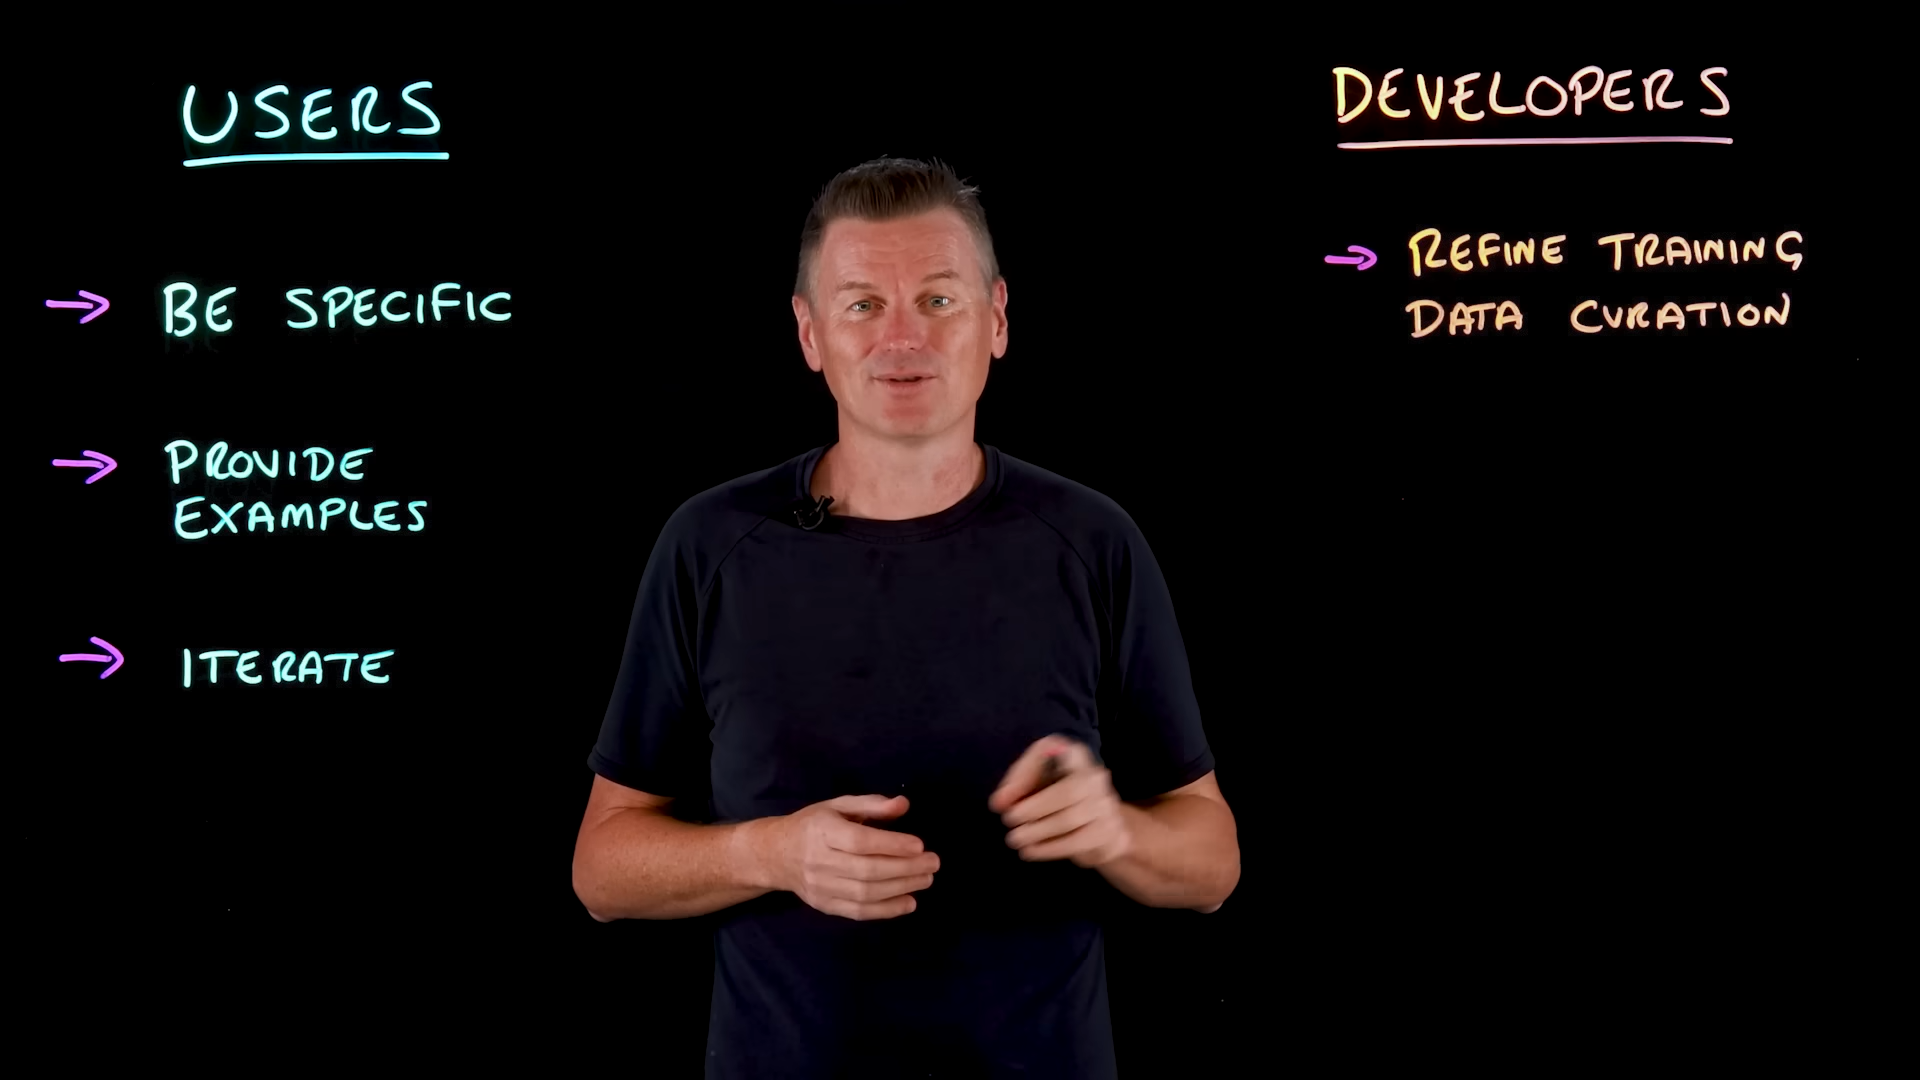 USERS
→ BE SPECIFIC
→ PROVIDE
EXAMPLES
→ ITERATE
DEVELOPERS
→ REFINE TRAINING
DATA CURATION